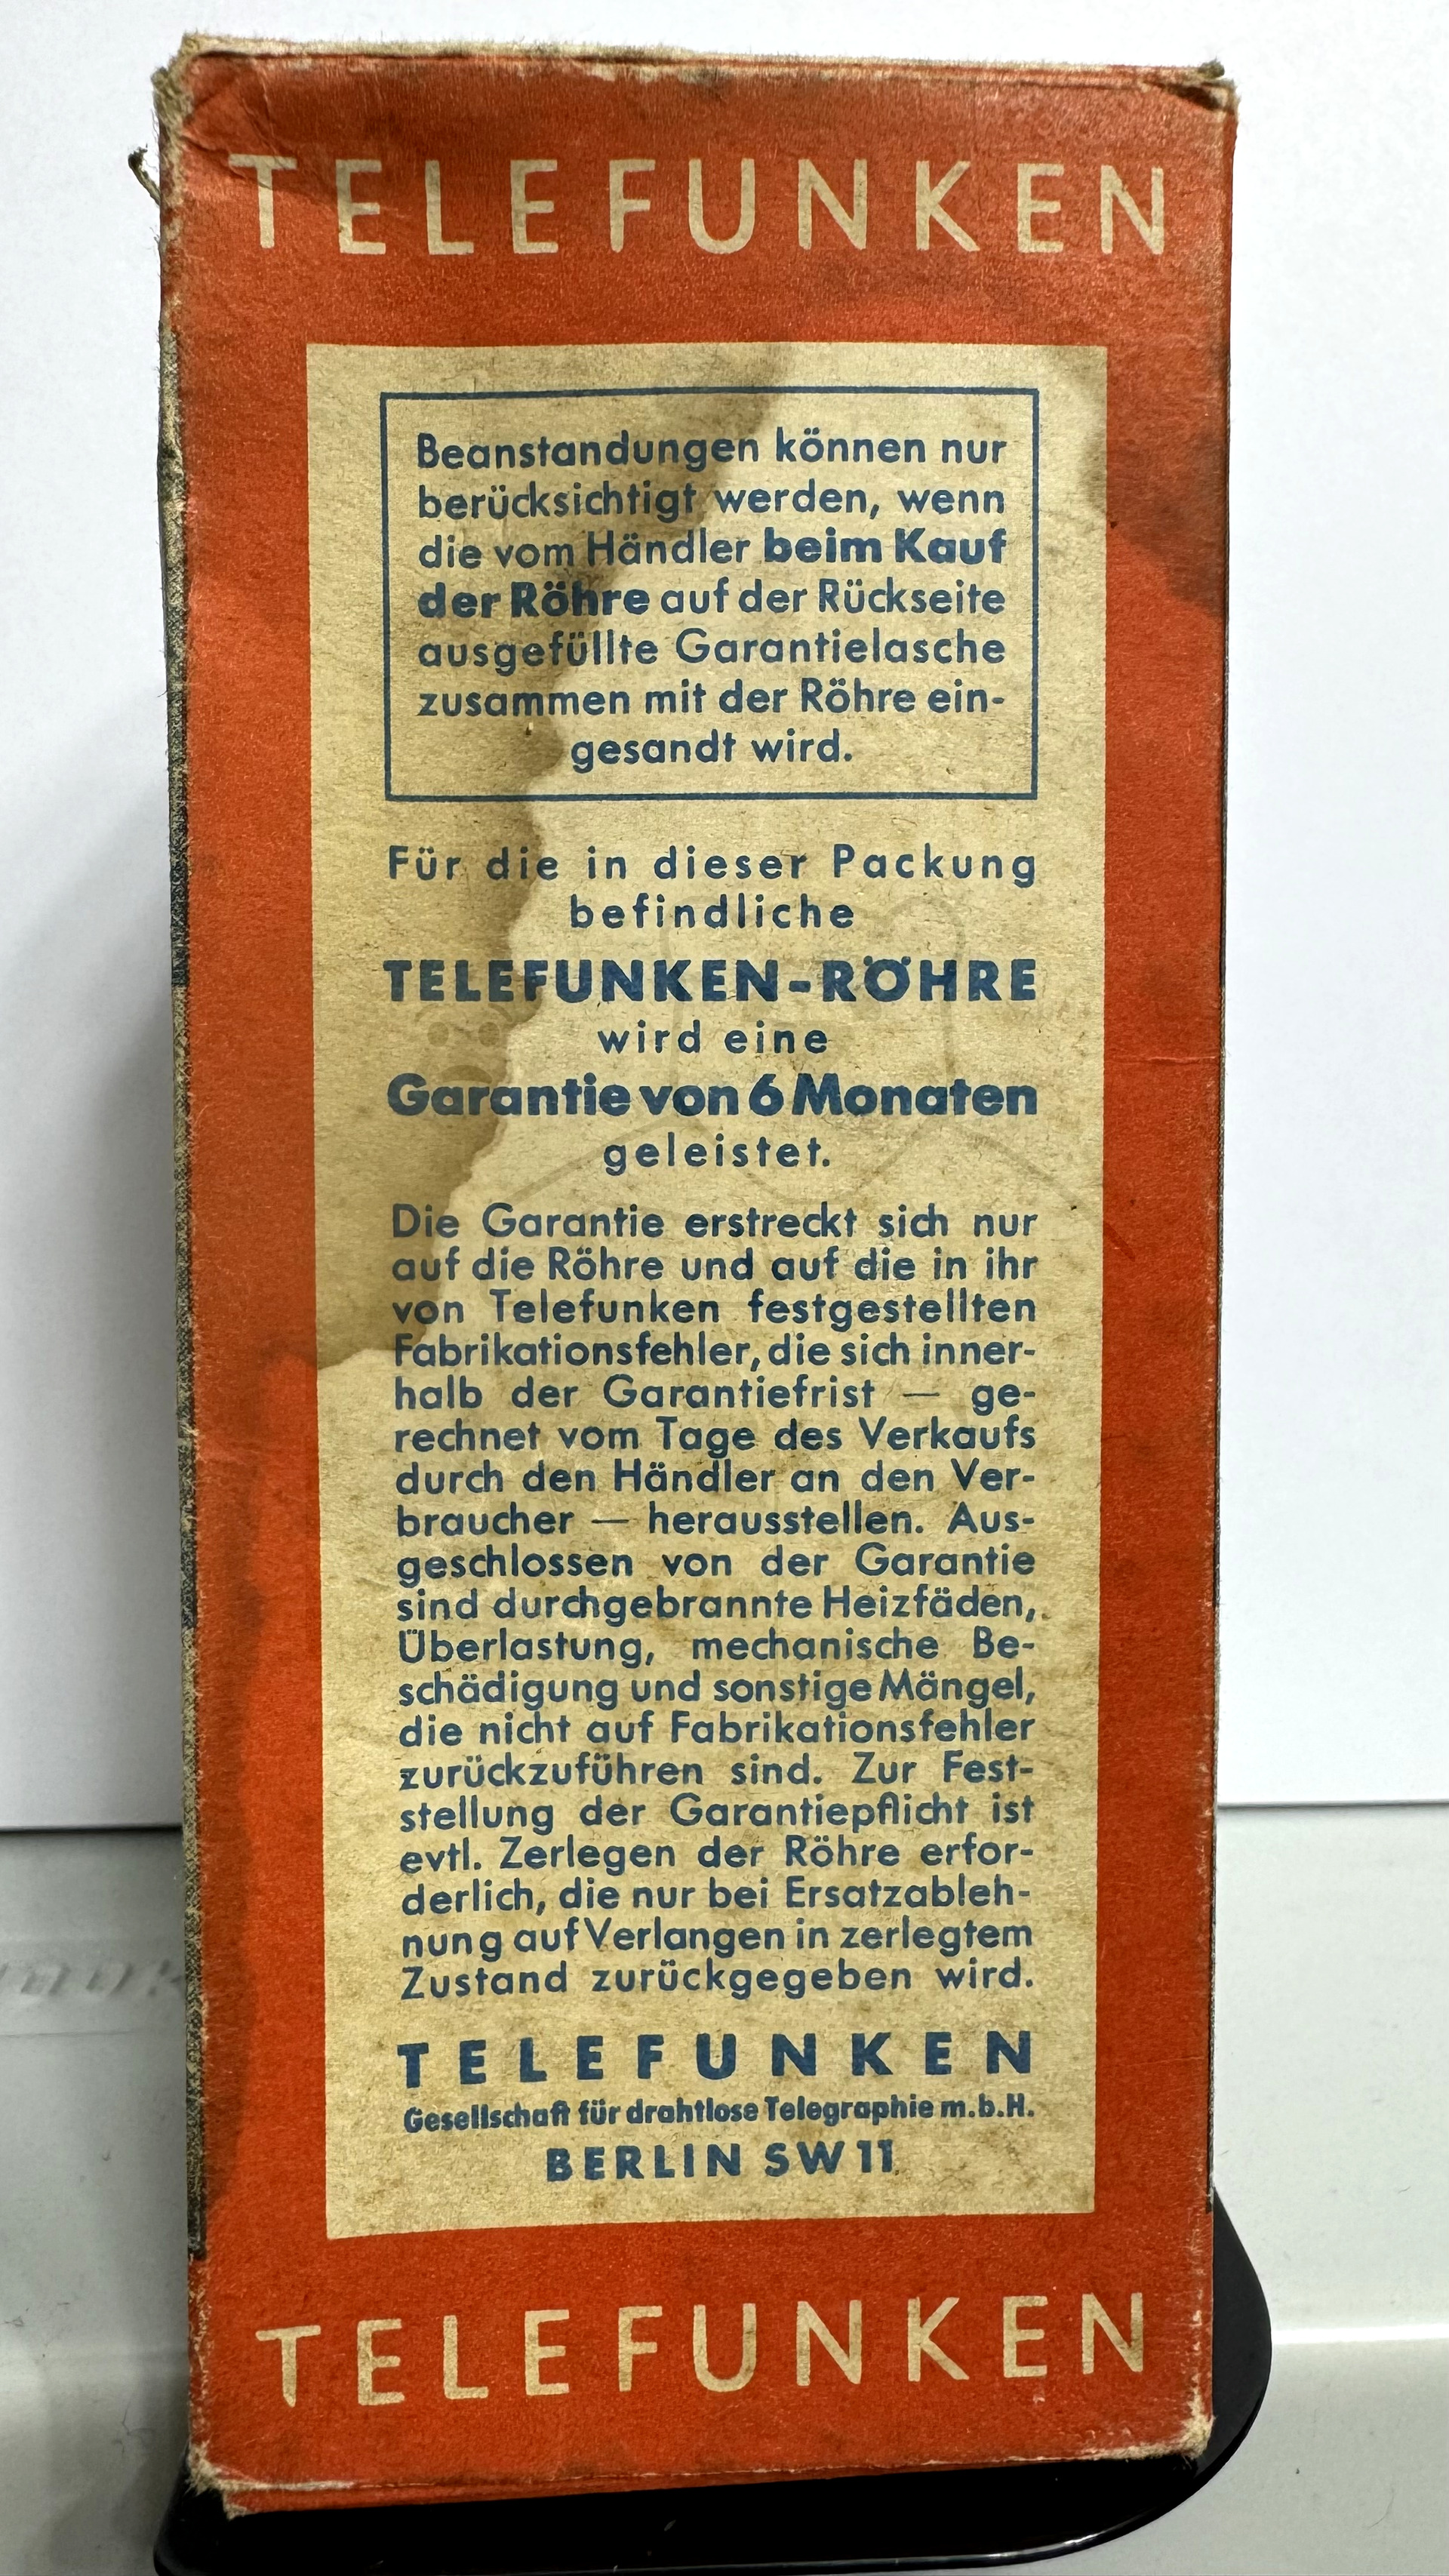 TELEFUNKEN
Beanstandungen können nur
berücksichtigt werden, wenn
die vom Händler beim Kauf
der Röhre auf der Rückseite
ausgefüllte Garantielasche
zusammen mit der Röhre ein-
gesandt wird.
Für die in dieser Packung
befindliche
TELEFUNKEN-RÖHRE
wird eine
Garantie von 6 Monaten
geleistet.
Die Garantie erstreckt sich nur
auf die Röhre und auf die in ihr
von Telefunken festgestellten
Fabrikationsfehler, die sich inner-
halb der Garantiefrist — ge-
rechnet vom Tage des Verkaufs
durch den Händler an den Ver-
braucher — herausstellen. Aus-
geschlossen von der Garantie
sind durchgebrannte Heizfäden,
Überlastung, mechanische Be-
schädigung und sonstige Mängel,
die nicht auf Fabrikationsfehler
zurückzuführen sind. Zur Fest-
stellung der Garantiepflicht ist
evtl. Zerlegen der Röhre erfor-
derlich, die nur bei Ersatzableh-
nung auf Verlangen in zerlegtem
Zustand zurückgegeben wird.
TELEFUNKEN
Gesellschaft für drahtlose Telegraphie m.b.H.
BERLIN SW 11
TELEFUNKEN